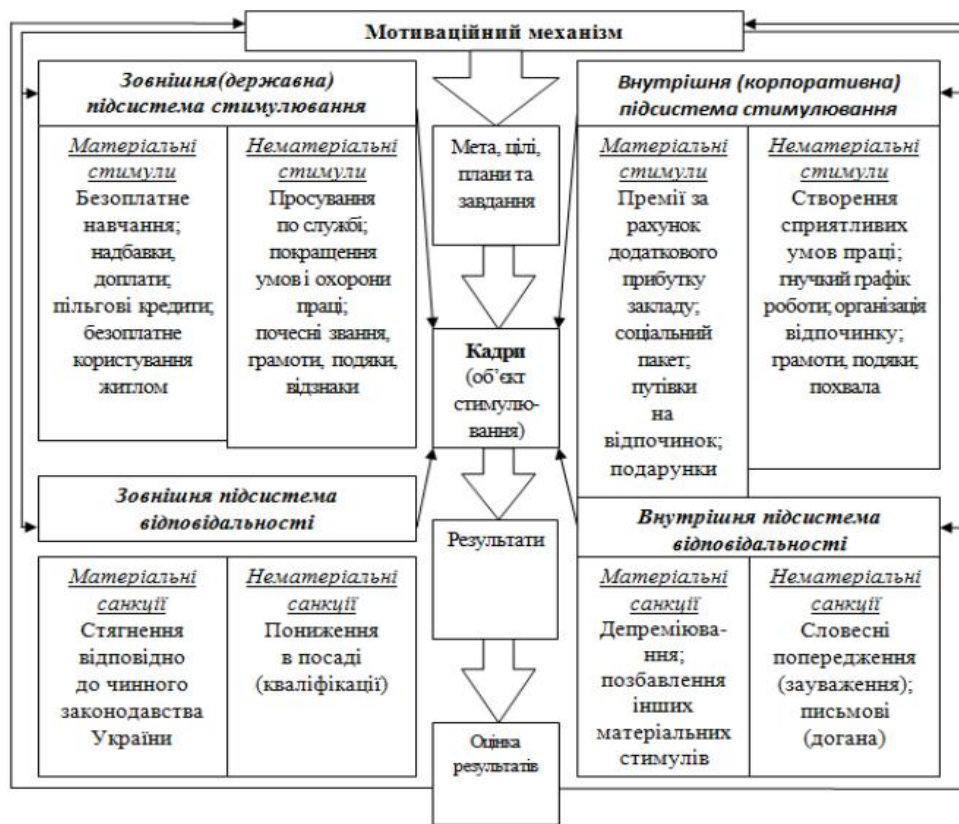 Мотиваційний механізм
Зовнішня(державна)
підсистема стимулювання
Матеріальні
стимули
Безоплатне
навчання;
надбавки,
доплати;
пільгові кредити;
безоплатне
користування
житлом
Нематеріальні
стимули
Просування
по службі;
покращення
умов і охорони
праці;
почесні звання,
грамоти, подяки,
відзнаки
Мета, цілі,
плани та
завдання
Внутрішня (корпоративна)
підсистема стимулювання
Матеріальні
стимули
Премії за
рахунок
додаткового
прибутку
закладу;
соціальний
пакет;
путівки
на
відпочинок;
подарунки
Нематеріальні
стимули
Створення
сприятливих
умов праці;
гнучкий графік
роботи; організація
відпочинку;
грамоти, подяки;
похвала
Кадри
(об’єкт
стимулю-
вання)
Зовнішня підсистема
відповідальності
Матеріальні
санкції
Стягнення
відповідно
до чинного
законодавства
України
Нематеріальні
санкції
Пониження
в посаді
(кваліфікації)
Результати
Внутрішня підсистема
відповідальності
Матеріальні
санкції
Депреміюва-
ння;
позбавлення
інших
матеріальних
стимулів
Нематеріальні
санкції
Словесні
попередження
(зауваження);
письмові
(догана)
Оцінка
результатів